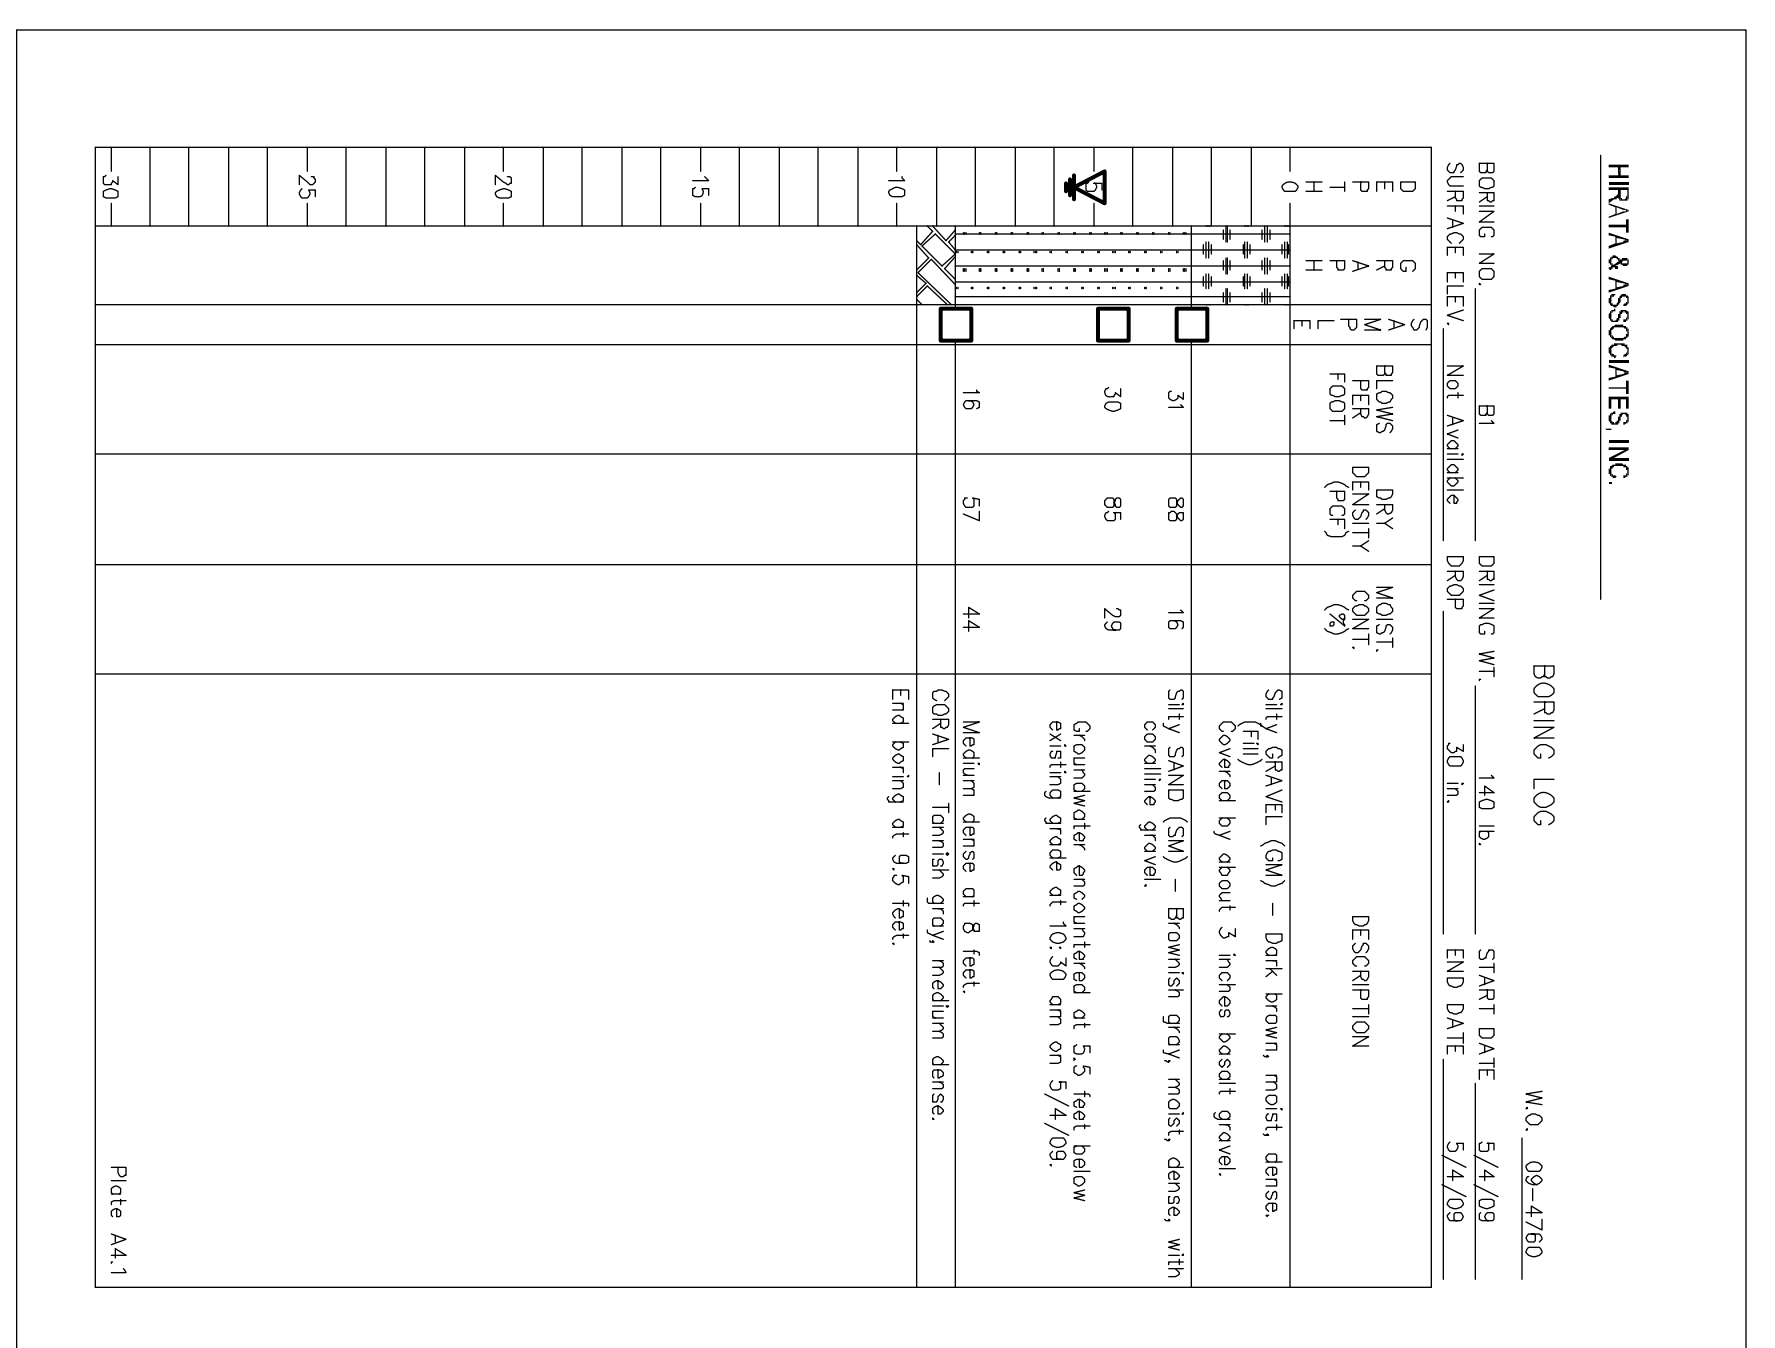 HIRATA & ASSOCIATES, INC.
BORING LOG
W.O. 09-4760
BORING NO. B1 DRIVING WT. 140 lb. START DATE 5/4/09
SURFACE ELEV. Not Available DROP 30 in. END DATE 5/4/09
DEPTH
GRAPH
SAMPLE
BLOWS
PER
FOOT
DRY
DENSITY
(PCF)
MOIST.
CONT.
(%)
DESCRIPTION
0
Silty GRAVEL (GM) – Dark brown, moist, dense.
(Fill)
Covered by about 3 inches basalt gravel.
31 88 16 Silty SAND (SM) – Brownish gray, moist, dense, with
coralline gravel.
30 85 29
5
Groundwater encountered at 5.5 feet below
existing grade at 10:30 am on 5/4/09.
16 57 44 Medium dense at 8 feet.
CORAL – Tannish gray, medium dense.
10
End boring at 9.5 feet.
15
20
25
30
Plate A4.1